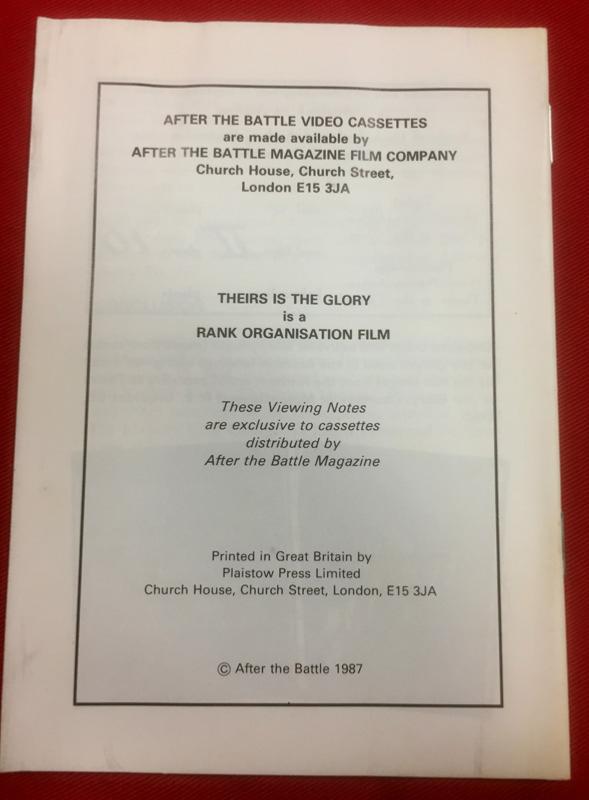 AFTER THE BATTLE VIDEO CASSETTES
are made available by
AFTER THE BATTLE MAGAZINE FILM COMPANY
Church House, Church Street,
London E15 3JA
THEIRS IS THE GLORY
is a
RANK ORGANISATION FILM
These Viewing Notes
are exclusive to cassettes
distributed by
After the Battle Magazine
Printed in Great Britain by
Plaistow Press Limited
Church House, Church Street, London, E15 3JA
© After the Battle 1987